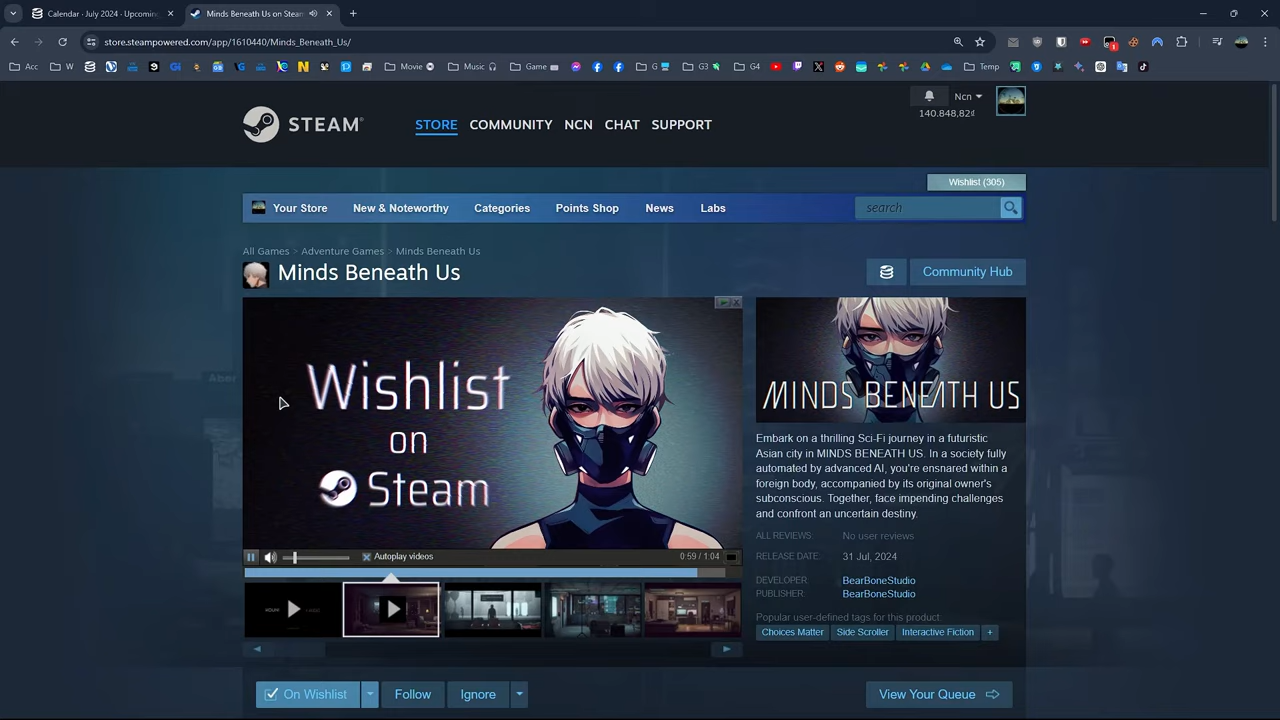 Calendar · July 2024 - Upcomin
Minds Beneath Us on Steam
store.steampowered.com/app/1610440/Minds_Beneath_Us/
Acc
W
Movie
Music
Game
G
G3
G4
Temp
STEAM®
STORE
COMMUNITY
NCN
CHAT
SUPPORT
Ncn
140.848,82₫
Wishlist (305)
Your Store
New & Noteworthy
Categories
Points Shop
News
Labs
search
All Games > Adventure Games > Minds Beneath Us
Minds Beneath Us
Community Hub
Wishlist
on
Steam
MINDS BENEATH US
Embark on a thrilling Sci-Fi journey in a futuristic
Asian city in MINDS BENEATH US. In a society fully
automated by advanced AI, you're ensnared within a
foreign body, accompanied by its original owner's
subconscious. Together, face impending challenges
and confront an uncertain destiny.
ALL REVIEWS No user reviews
RELEASE DATE: 31 Jul, 2024
DEVELOPER: BearBoneStudio
PUBLISHER: BearBoneStudio
Popular user-defined tags for this product
Choices Matter
Side Scroller
Interactive Fiction
+
Autoplay videos
0:59 / 1:04
On Wishlist
Follow
Ignore
View Your Queue